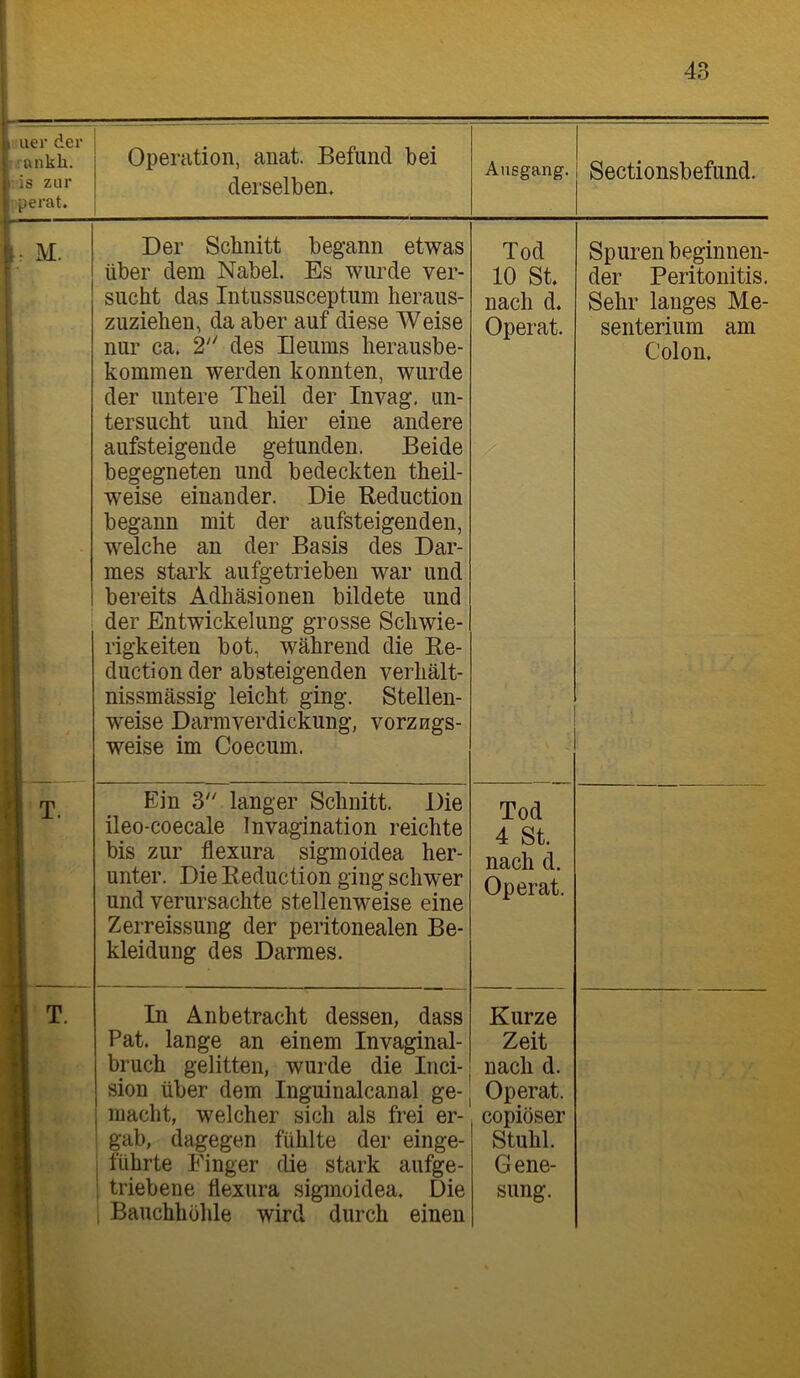 43
uer der
ankh.
is zur
perat.
Operation, anat. Befund bei
derselben.
Ausgang.
Sectionsbefund.
M.
Der Schnitt begann etwas
über dem Nabel. Es wurde ver-
sucht das Intussusceptum heraus-
zuziehen, da aber auf diese Weise
nur ca. 2″ des Ileums herausbe-
kommen werden konnten, wurde
der untere Theil der Invag. un-
tersucht und hier eine andere
aufsteigende gefunden. Beide
begegneten und bedeckten theil-
weise einander. Die Reduction
begann mit der aufsteigenden,
welche an der Basis des Dar-
mes stark aufgetrieben war und
bereits Adhäsionen bildete und
der Entwickelung grosse Schwie-
rigkeiten bot, während die Re-
duction der absteigenden verhält-
nissmässig leicht ging. Stellen-
weise Darmverdickung, vorzugs-
weise im Coecum.
Tod
10 St.
nach d.
Operat.
Spuren beginnen-
der Peritonitis.
Sehr langes Me-
senterium am
Colon.
T.
Ein 3″ langer Schnitt. Die
ileo-coecale Invagination reichte
bis zur flexura sigmoidea her-
unter. Die Reduction ging schwer
und verursachte stellenweise eine
Zerreissung der peritonealen Be-
kleidung des Darmes.
Tod
4 St.
nach d.
Operat.
T.
In Anbetracht dessen, dass
Pat. lange an einem Invaginal-
bruch gelitten, wurde die Inci-
sion über dem Inguinalcanal ge-
macht, welcher sich als frei er-
gab, dagegen fühlte der einge-
führte Finger die stark aufge-
triebene flexura sigmoidea. Die
Bauchhöhle wird durch einen
Kurze
Zeit
nach d.
Operat.
copiöser
Stuhl.
Gene-
sung.